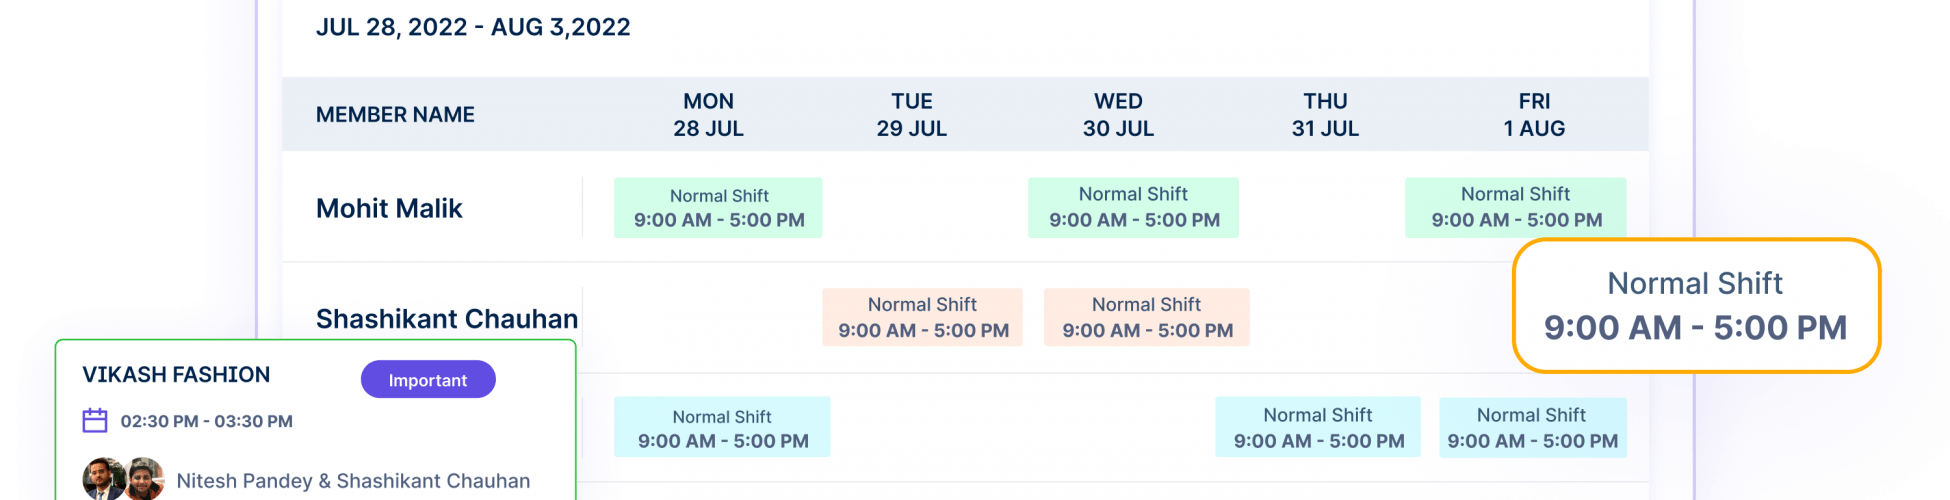 JUL 28, 2022 - AUG 3,2022
MEMBER NAME
MON
28 JUL
TUE
29 JUL
WED
30 JUL
THU
31 JUL
FRI
1 AUG
Mohit Malik
Normal Shift
9:00 AM - 5:00 PM
Normal Shift
9:00 AM - 5:00 PM
Normal Shift
9:00 AM - 5:00 PM
Shashikant Chauhan
Normal Shift
9:00 AM - 5:00 PM
Normal Shift
9:00 AM - 5:00 PM
Normal Shift
9:00 AM - 5:00 PM
VIKASH FASHION
Important
02:30 PM - 03:30 PM
Nitesh Pandey & Shashikant Chauhan
Normal Shift
9:00 AM - 5:00 PM
Normal Shift
9:00 AM - 5:00 PM
Normal Shift
9:00 AM - 5:00 PM